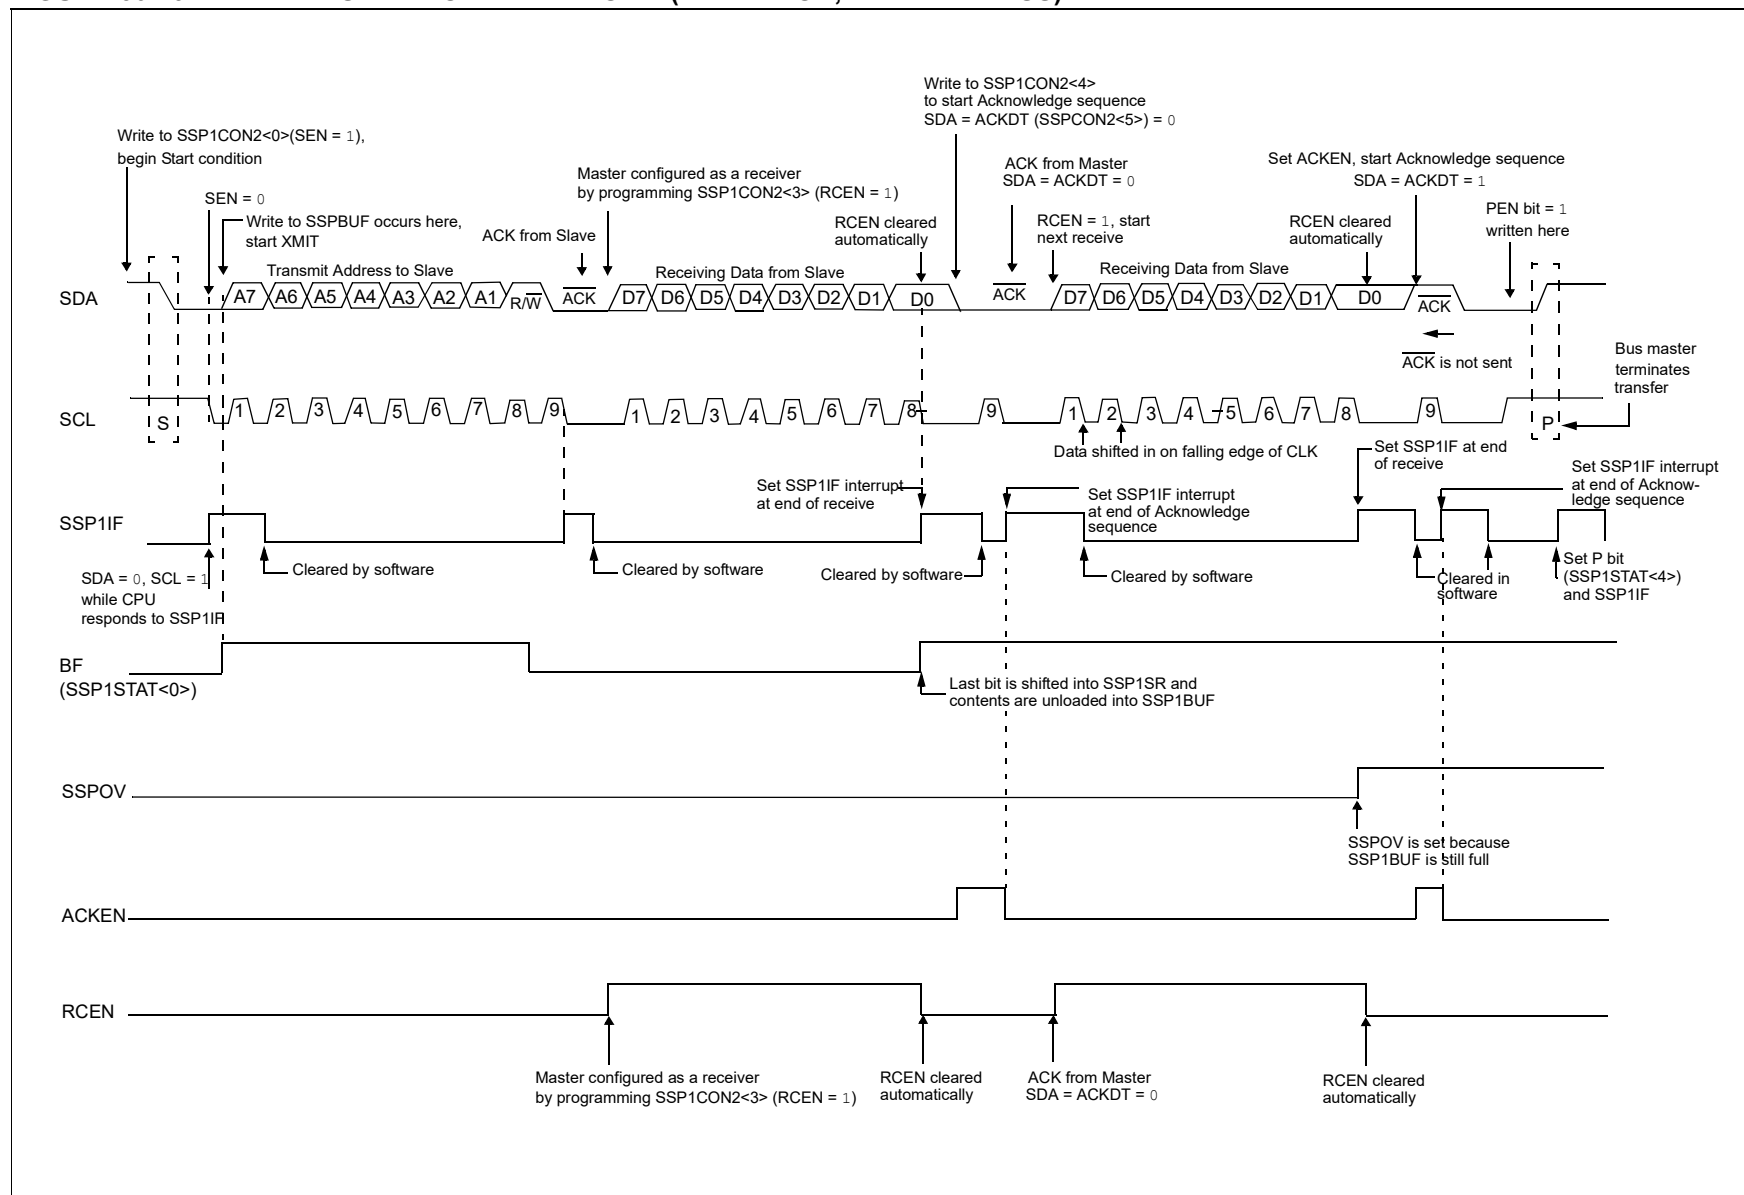 Write to SSP1CON2<4>
to start Acknowledge sequence
SDA = ACKDT (SSPCON2<5>) = 0
Write to SSP1CON2<0>(SEN = 1),
begin Start condition
ACK from Master
SDA = ACKDT = 0
Set ACKEN, start Acknowledge sequence
SDA = ACKDT = 1
Master configured as a receiver
by programming SSP1CON2<3> (RCEN = 1)
SEN = 0
PEN bit = 1
written here
Write to SSPBUF occurs here,
start XMIT
ACK from Slave
RCEN cleared
automatically
RCEN = 1, start
next receive
RCEN cleared
automatically
Transmit Address to Slave
Receiving Data from Slave
Receiving Data from Slave
SDA A7 A6 A5 A4 A3 A2 A1 R/W ACK D7 D6 D5 D4 D3 D2 D1 D0 ACK D7 D6 D5 D4 D3 D2 D1 D0 ACK
ACK is not sent
Bus master
terminates
transfer
SCL S 1 2 3 4 5 6 7 8 9 1 2 3 4 5 6 7 8 9 1 2 3 4 5 6 7 8 9 P
Data shifted in on falling edge of CLK
Set SSP1IF at end
of receive
Set SSP1IF interrupt
at end of Acknow-
ledge sequence
Set SSP1IF interrupt
at end of receive
Set SSP1IF interrupt
at end of Acknowledge
sequence
SSP1IF
SDA = 0, SCL = 1
while CPU
responds to SSP1IF
Cleared by software
Cleared by software
Cleared by software
Cleared by software
Cleared in
software
Set P bit
(SSP1STAT<4>)
and SSP1IF
BF
(SSP1STAT<0>)
Last bit is shifted into SSP1SR and
contents are unloaded into SSP1BUF
SSPOV
SSPOV is set because
SSP1BUF is still full
ACKEN
RCEN
Master configured as a receiver
by programming SSP1CON2<3> (RCEN = 1)
RCEN cleared
automatically
ACK from Master
SDA = ACKDT = 0
RCEN cleared
automatically